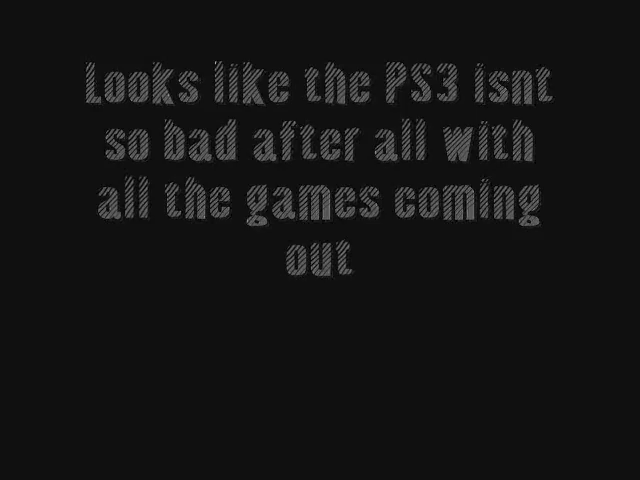 Looks like the PS3 isnt
so bad after all with
all the games coming
out